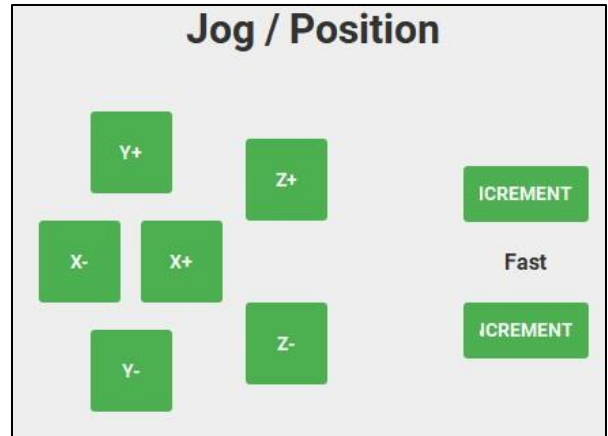 Jog / Position
Y+
Z+
ICREMENT
X-
X+
Fast
Y-
Z-
ICREMENT